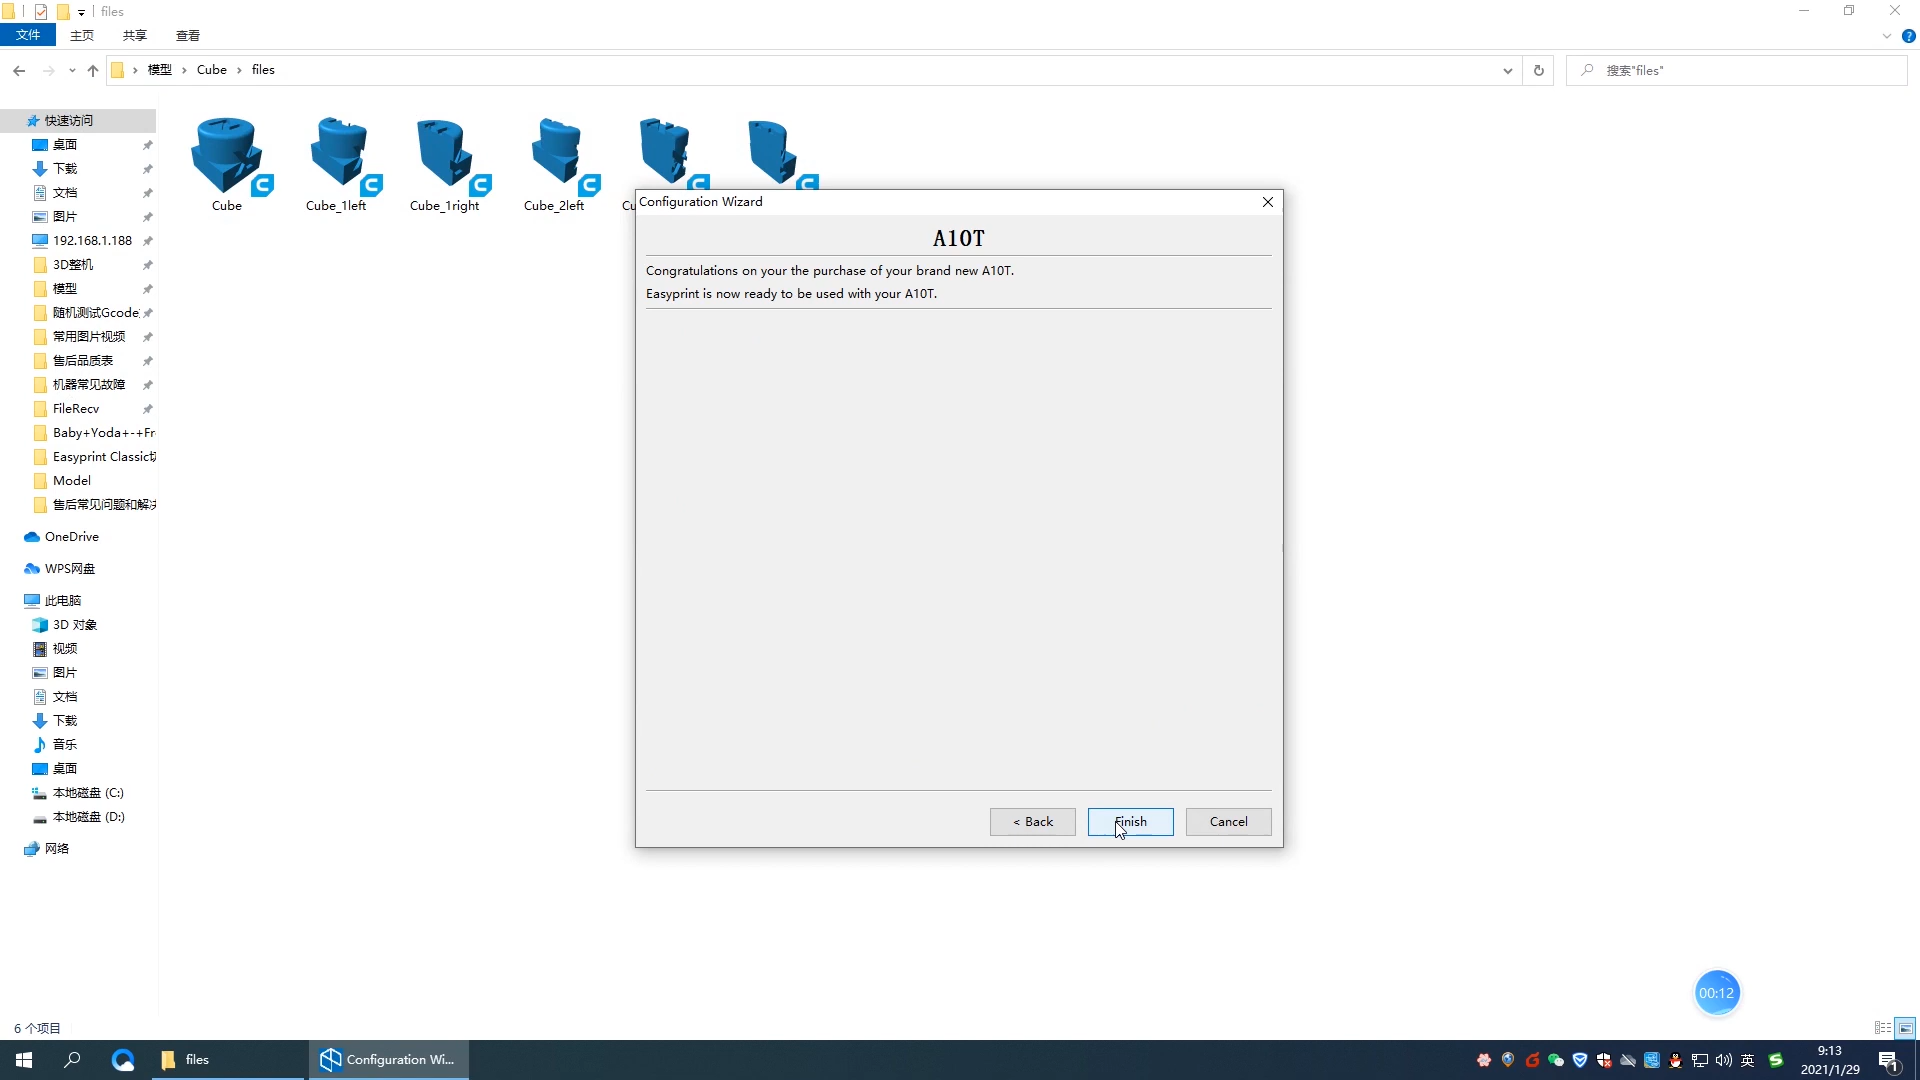 files
文件 主页 共享 查看
模型 Cube files
搜索"files"
快速访问
桌面
下载
文档
图片
192.168.1.188
3D整机
模型
随机测试Gcode
常用图片视频
售后品质表
机器常见故障
FileRecv
Baby+Yoda+-+Fr
Easyprint Classic
Model
售后常见问题和解决
OneDrive
WPS网盘
此电脑
3D 对象
视频
图片
文档
下载
音乐
桌面
本地磁盘 (C:)
本地磁盘 (D:)
网络
Cube Cube_1left Cube_1right Cube_2left Cu
Configuration Wizard
A10T
Congratulations on your the purchase of your brand new A10T.
Easyprint is now ready to be used with your A10T.
< Back Finish Cancel
00:12
6 个项目
files Configuration Wi...
英
9:13
2021/1/29
1